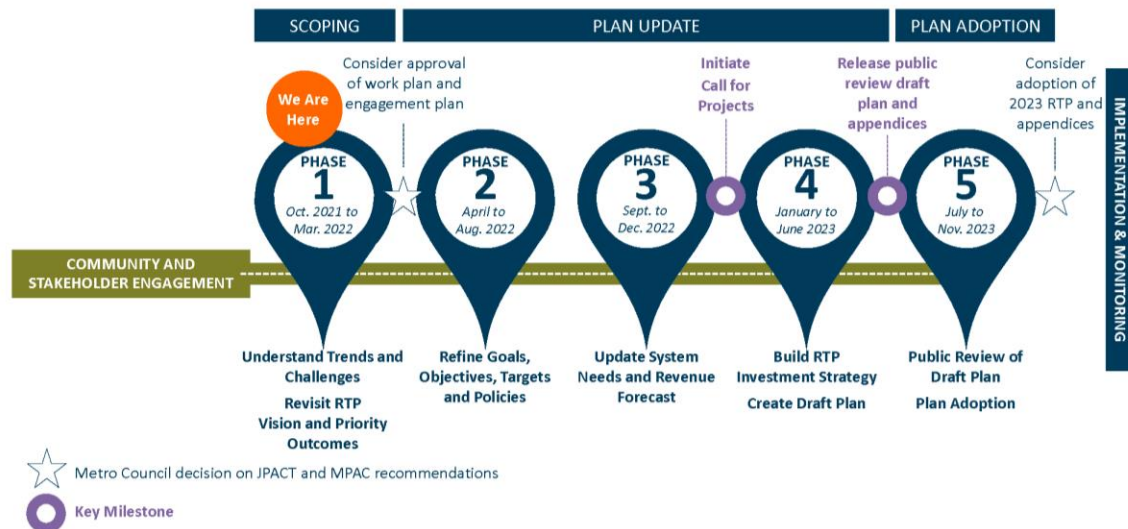 SCOPING
PLAN UPDATE
PLAN ADOPTION
We Are
Here
Consider approval
of work plan and
engagement plan
Initiate
Call for
Projects
Release public
review draft
plan and
appendices
Consider
adoption of
2023 RTP and
appendices
PHASE
1
Oct. 2021 to
Mar. 2022
PHASE
2
April to
Aug. 2022
PHASE
3
Sept. to
Dec. 2022
PHASE
4
January to
June 2023
PHASE
5
July to
Nov. 2023
IMPLEMENTATION & MONITORING
COMMUNITY AND
STAKEHOLDER ENGAGEMENT
Understand Trends and
Challenges
Revisit RTP
Vision and Priority
Outcomes
Refine Goals,
Objectives, Targets
and Policies
Update System
Needs and Revenue
Forecast
Build RTP
Investment Strategy
Create Draft Plan
Public Review of
Draft Plan
Plan Adoption
Metro Council decision on JPACT and MPAC recommendations
Key Milestone